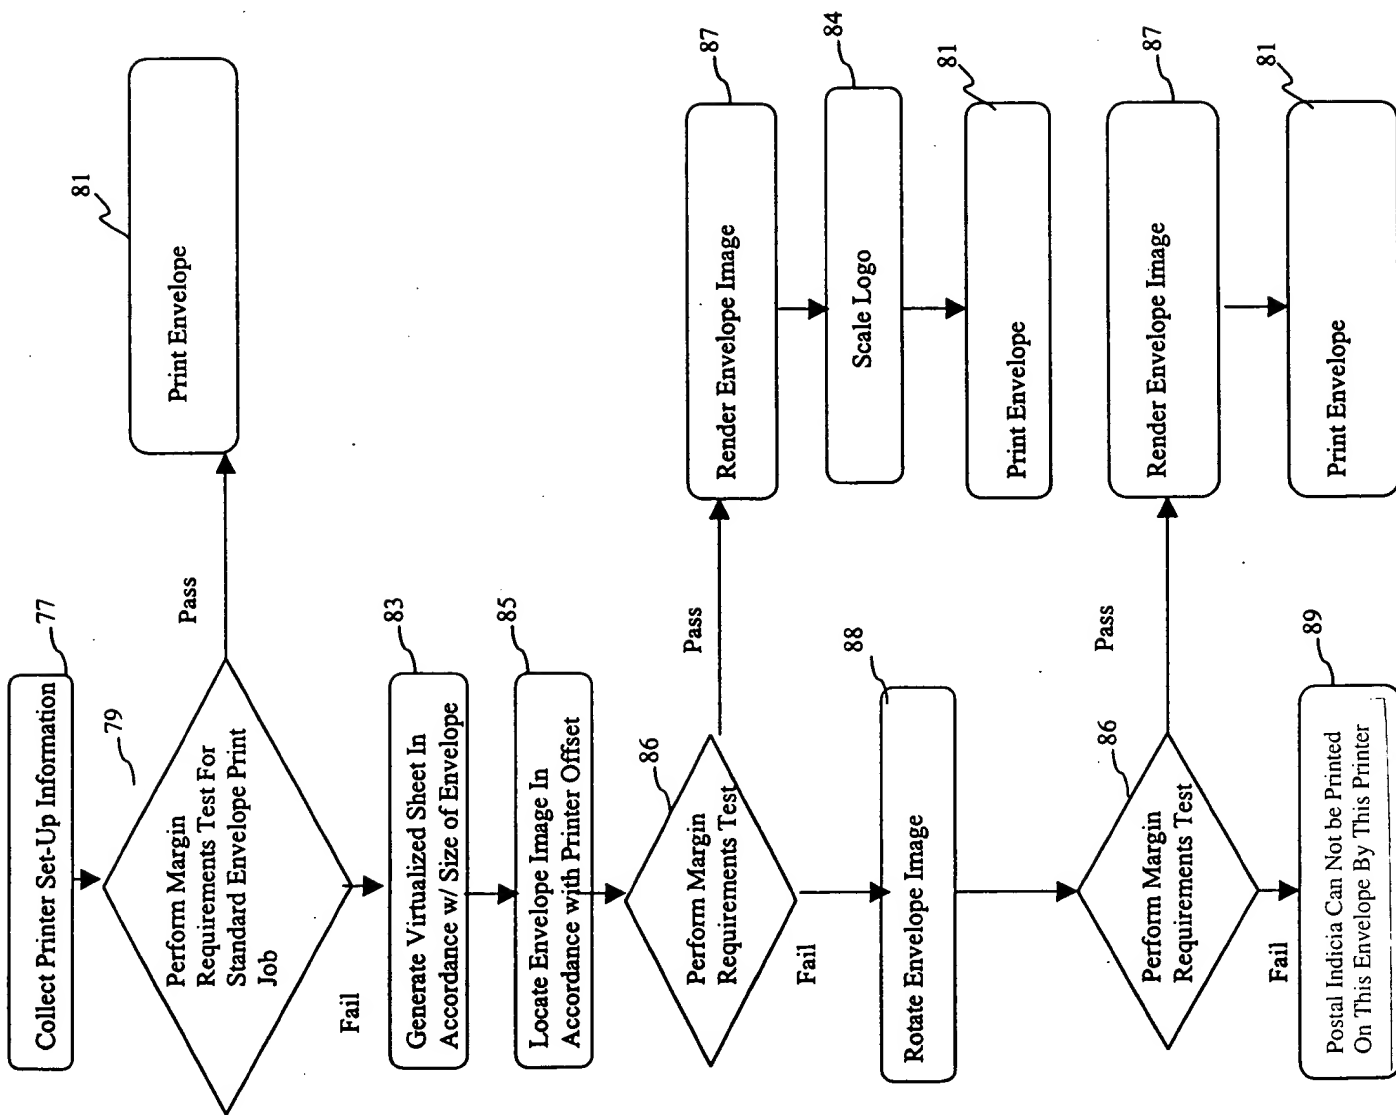 Collect Printer Set-Up Information
77
79
Perform Margin
Requirements Test For
Standard Envelope Print
Job
Pass
81
Print Envelope
Fail
83
Generate Virtualized Sheet In
Accordance w/ Size of Envelope
85
Locate Envelope Image In
Accordance with Printer Offset
86
Perform Margin
Requirements Test
Pass
87
Render Envelope Image
84
Scale Logo
81
Print Envelope
Fail
88
Rotate Envelope Image
86
Perform Margin
Requirements Test
Pass
87
Render Envelope Image
81
Print Envelope
Fail
89
Postal Indicia Can Not be Printed
On This Envelope By This Printer